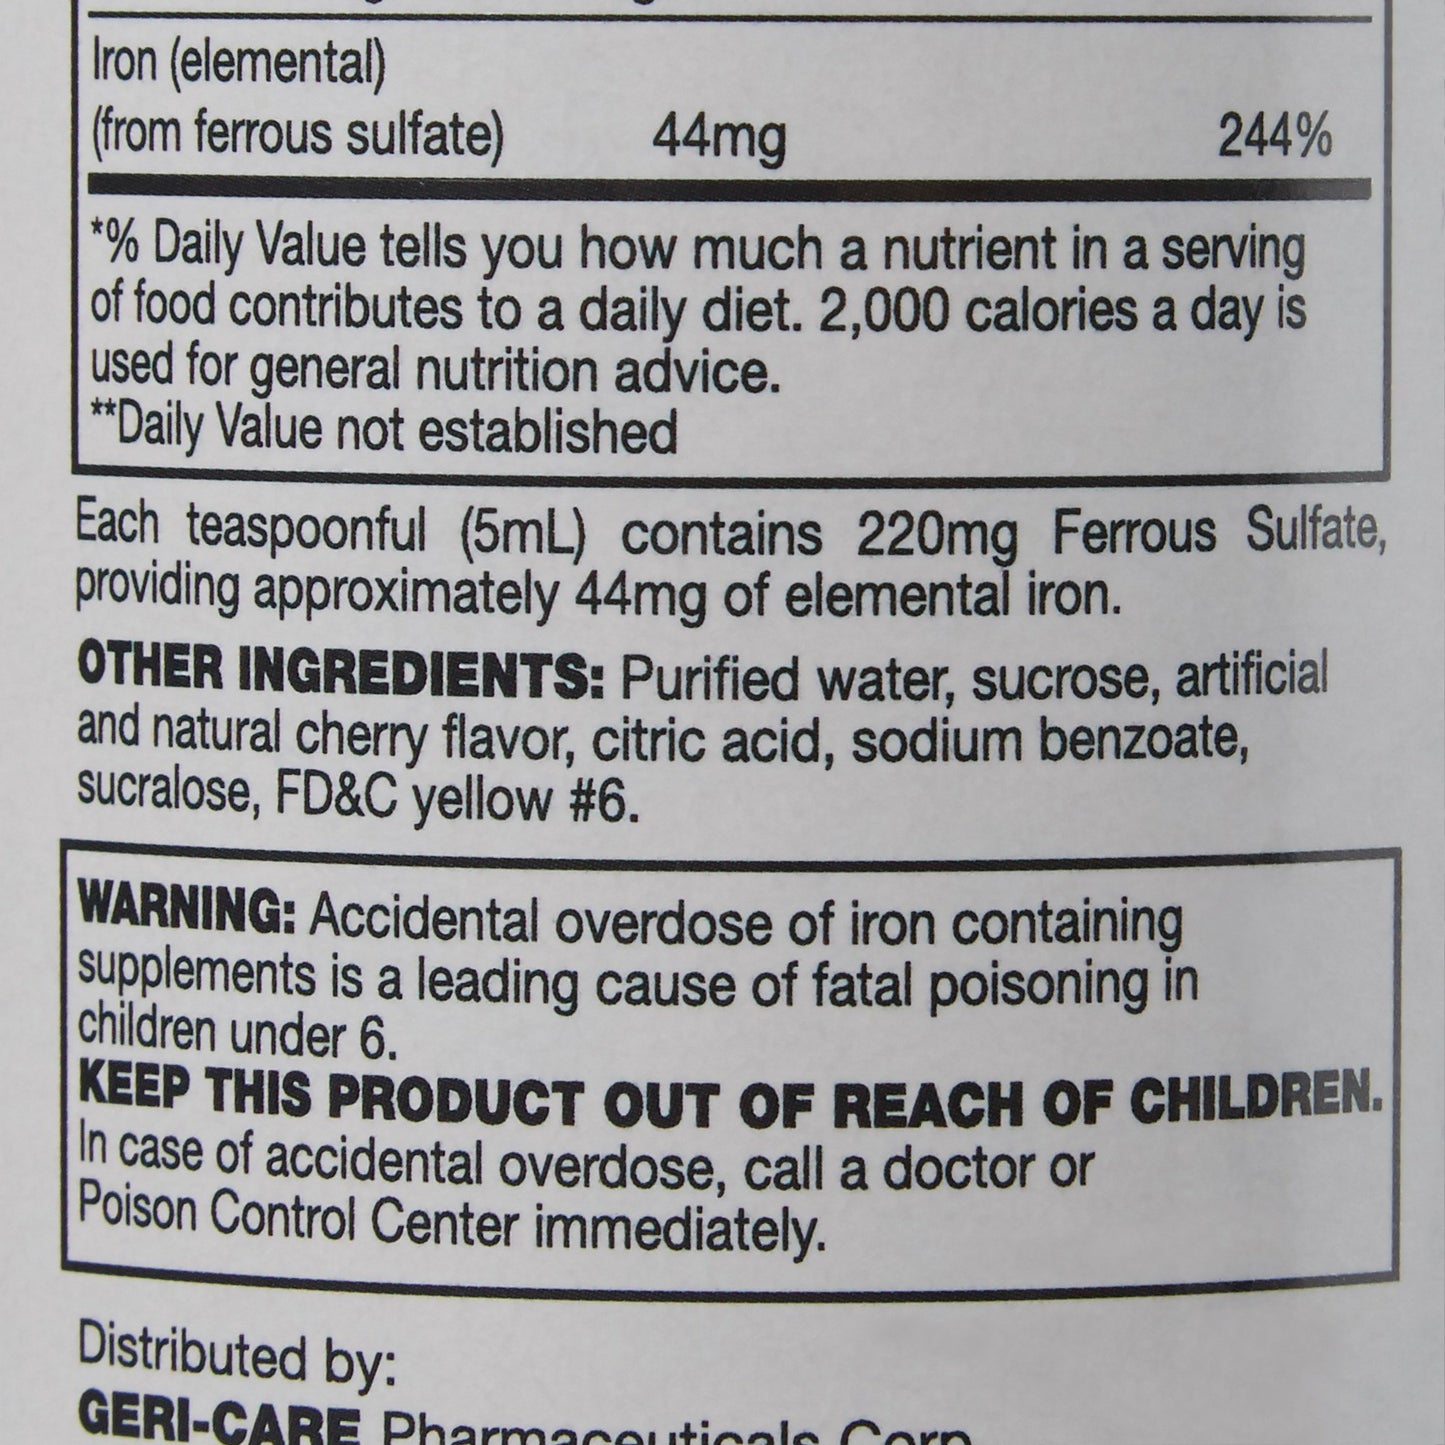 Iron (elemental)
(from ferrous sulfate) 44mg 244%
*% Daily Value tells you how much a nutrient in a serving
of food contributes to a daily diet. 2,000 calories a day is
used for general nutrition advice.
**Daily Value not established
Each teaspoonful (5mL) contains 220mg Ferrous Sulfate,
providing approximately 44mg of elemental iron.
OTHER INGREDIENTS: Purified water, sucrose, artificial
and natural cherry flavor, citric acid, sodium benzoate,
sucralose, FD&C yellow #6.
WARNING: Accidental overdose of iron containing
supplements is a leading cause of fatal poisoning in
children under 6.
KEEP THIS PRODUCT OUT OF REACH OF CHILDREN.
In case of accidental overdose, call a doctor or
Poison Control Center immediately.
Distributed by:
GERI-CARE Pharmaceuticals Corp